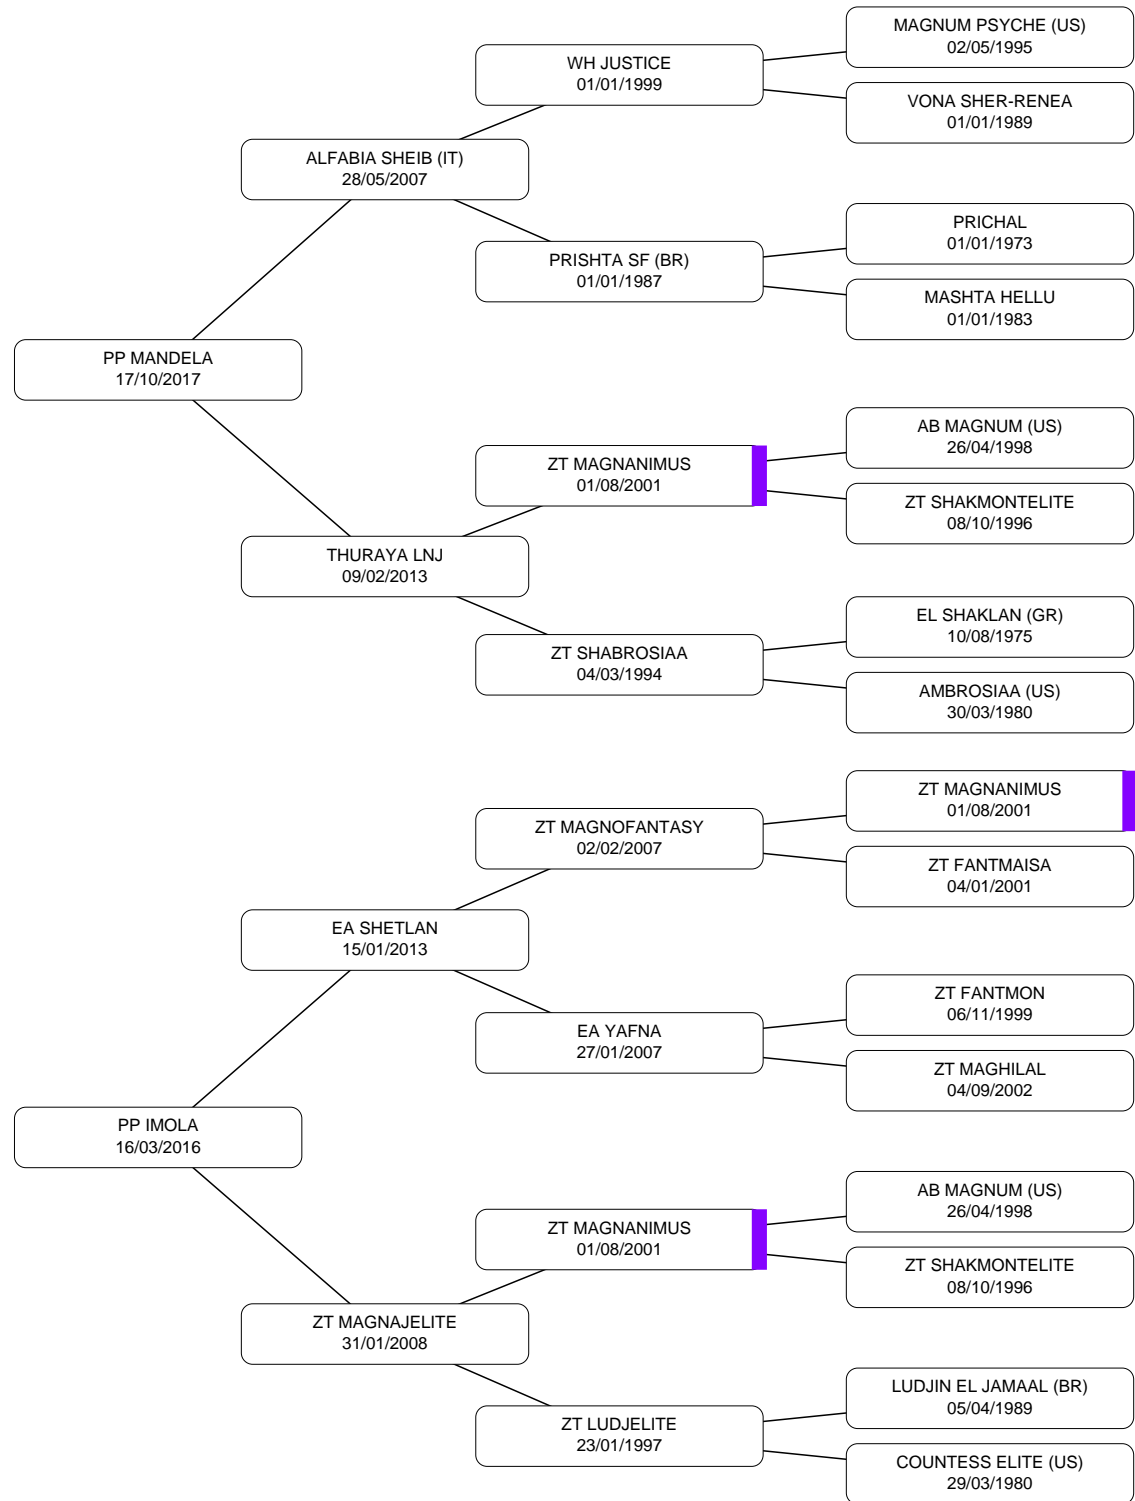 MAGNUM PSYCHE (US)
02/05/1995
WH JUSTICE
01/01/1999
VONA SHER-RENEA
01/01/1989
ALFABIA SHEIB (IT)
28/05/2007
PRICHAL
01/01/1973
PRISHTA SF (BR)
01/01/1987
MASHTA HELLU
01/01/1983
PP MANDELA
17/10/2017
AB MAGNUM (US)
26/04/1998
ZT MAGNANIMUS
01/08/2001
ZT SHAKMONTELITE
08/10/1996
THURAYA LNJ
09/02/2013
EL SHAKLAN (GR)
10/08/1975
ZT SHABROSIAA
04/03/1994
AMBROSIAA (US)
30/03/1980
ZT MAGNANIMUS
01/08/2001
ZT MAGNOFANTASY
02/02/2007
ZT FANTMAISA
04/01/2001
EA SHETLAN
15/01/2013
ZT FANTMON
06/11/1999
EA YAFNA
27/01/2007
ZT MAGHILAL
04/09/2002
PP IMOLA
16/03/2016
AB MAGNUM (US)
26/04/1998
ZT MAGNANIMUS
01/08/2001
ZT SHAKMONTELITE
08/10/1996
ZT MAGNAJELITE
31/01/2008
LUDJIN EL JAMAAL (BR)
05/04/1989
ZT LUDJELITE
23/01/1997
COUNTESS ELITE (US)
29/03/1980